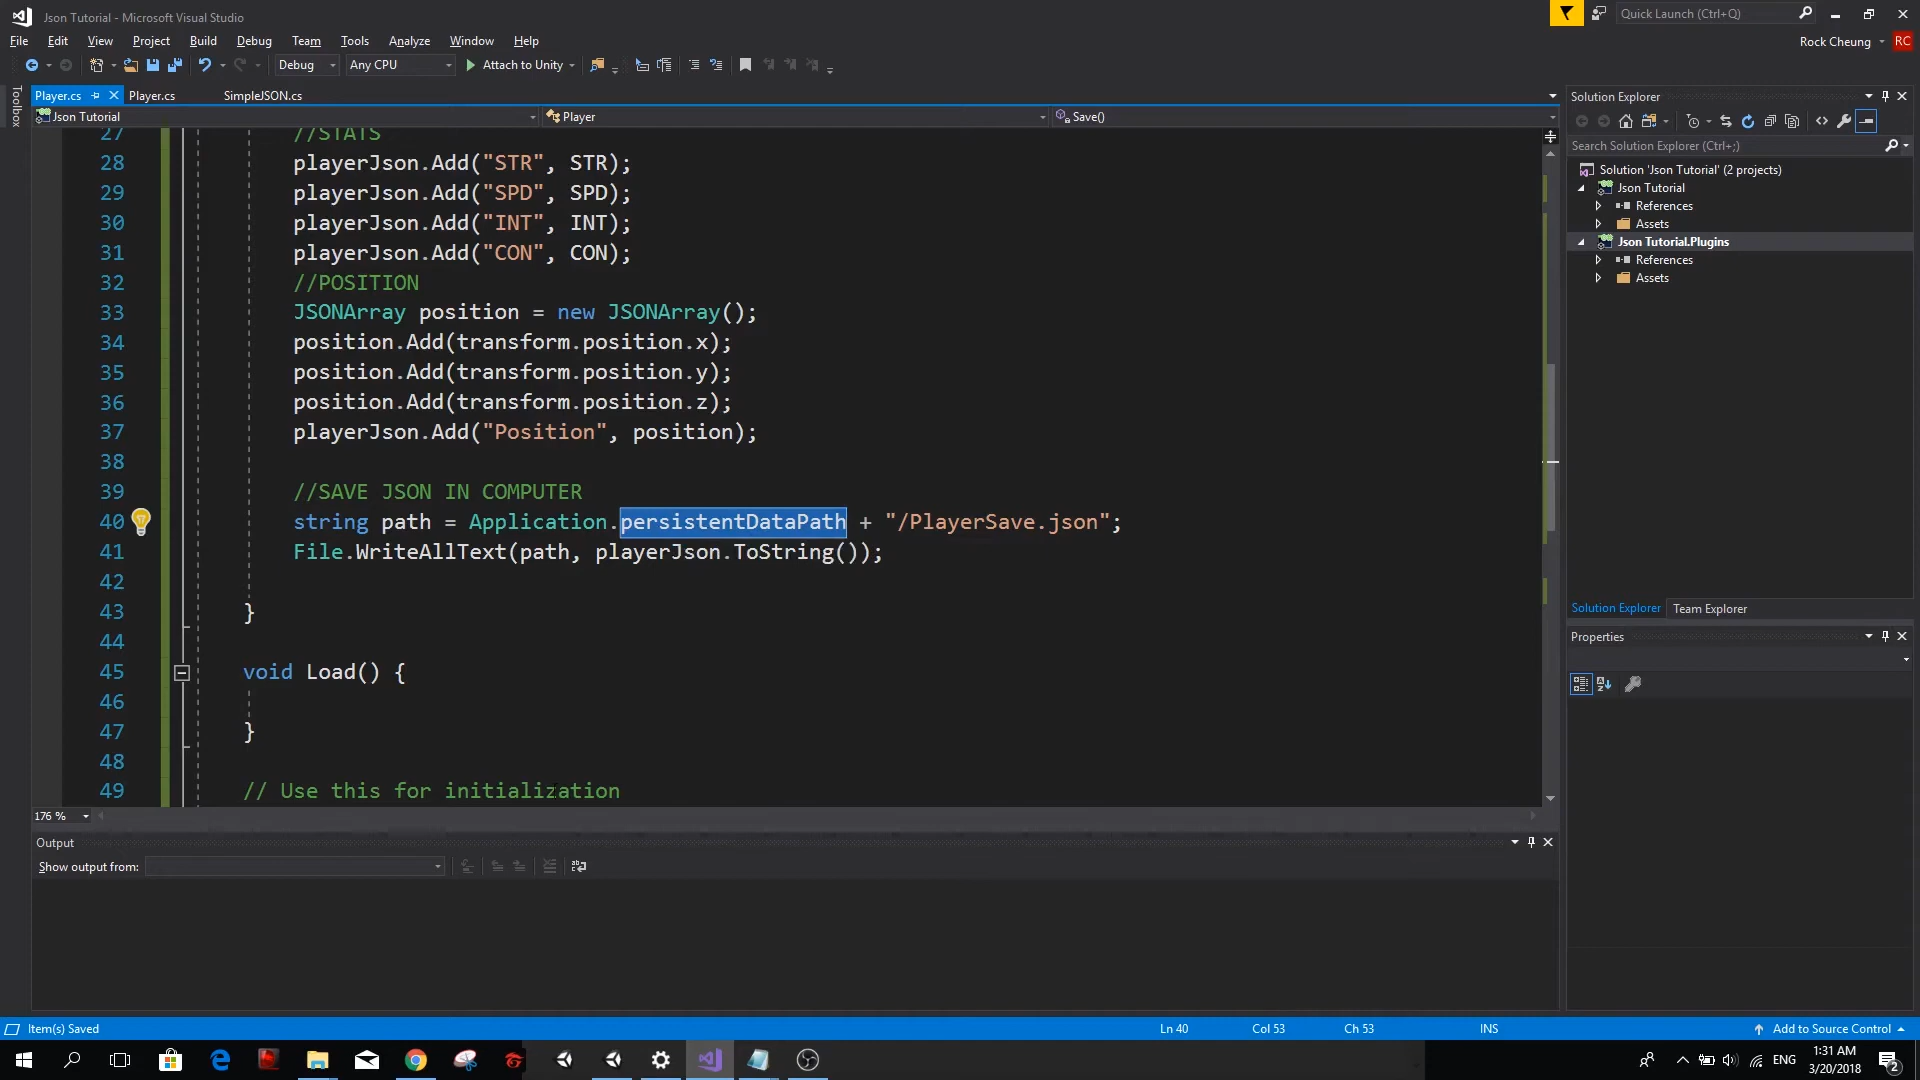 Json Tutorial - Microsoft Visual Studio
Quick Launch (Ctrl+Q)
File Edit View Project Build Debug Team Tools Analyze Window Help
Rock Cheung RC
Debug Any CPU Attach to Unity
Toolbox
Player.cs Player.cs SimpleJSON.cs
Json Tutorial Player Save()
27 //STATS
28 playerJson.Add("STR", STR);
29 playerJson.Add("SPD", SPD);
30 playerJson.Add("INT", INT);
31 playerJson.Add("CON", CON);
32 //POSITION
33 JSONArray position = new JSONArray();
34 position.Add(transform.position.x);
35 position.Add(transform.position.y);
36 position.Add(transform.position.z);
37 playerJson.Add("Position", position);
38
39 //SAVE JSON IN COMPUTER
40 string path = Application.persistentDataPath + "/PlayerSave.json";
41 File.WriteAllText(path, playerJson.ToString());
42
43 }
44
45 void Load() {
46
47 }
48
49 // Use this for initialization
176 %
Output
Show output from:
Solution Explorer
Search Solution Explorer (Ctrl+;)
Solution 'Json Tutorial' (2 projects)
Json Tutorial
References
Assets
Json Tutorial.Plugins
References
Assets
Solution Explorer Team Explorer
Properties
Item(s) Saved Ln 40 Col 53 Ch 53 INS Add to Source Control
ENG 1:31 AM
3/20/2018
2